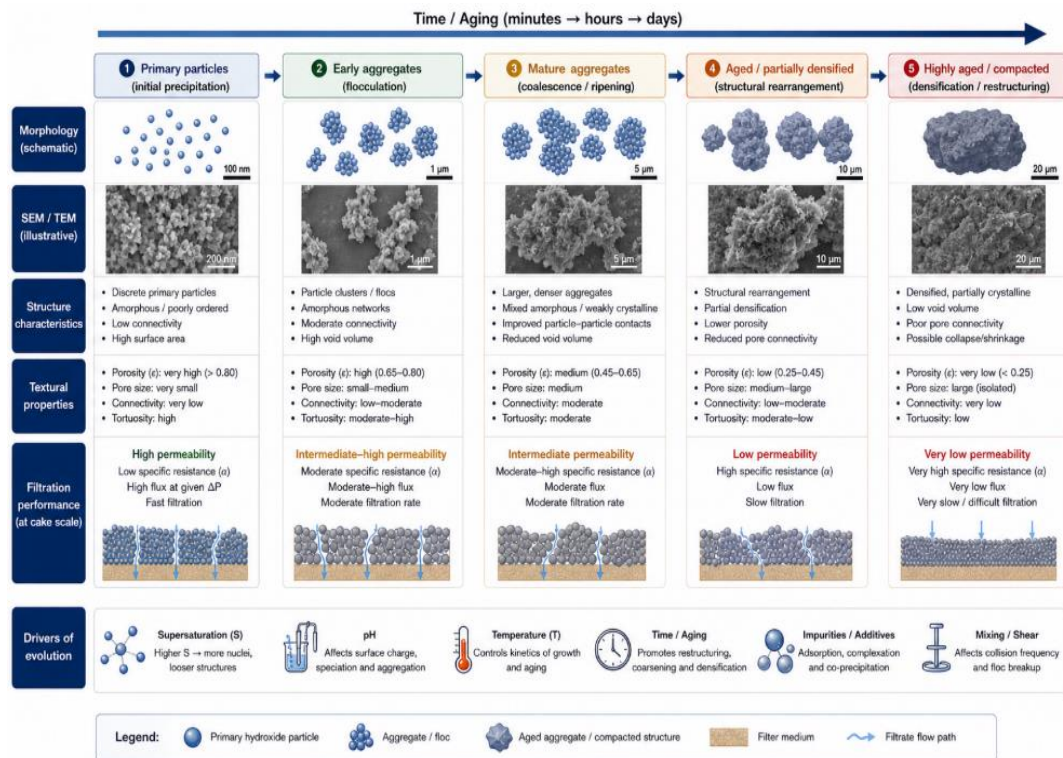 Time / Aging (minutes → hours → days)
1 Primary particles
(initial precipitation)
2 Early aggregates
(flocculation)
3 Mature aggregates
(coalescence / ripening)
4 Aged / partially densified
(structural rearrangement)
5 Highly aged / compacted
(densification / restructuring)
Morphology
(schematic)
100 nm
1 µm
5 µm
10 µm
20 µm
SEM / TEM
(illustrative)
200 nm
1 µm
5 µm
10 µm
20 µm
Structure
characteristics
• Discrete primary particles
• Amorphous / poorly ordered
• Low connectivity
• High surface area
• Particle clusters / flocs
• Amorphous networks
• Moderate connectivity
• High void volume
• Larger, denser aggregates
• Mixed amorphous / weakly crystalline
• Improved particle–particle contacts
• Reduced void volume
• Structural rearrangement
• Partial densification
• Lower porosity
• Reduced pore connectivity
• Densified, partially crystalline
• Low void volume
• Poor pore connectivity
• Possible collapse/shrinkage
Textural
properties
• Porosity (ε): very high (> 0.80)
• Pore size: very small
• Connectivity: very low
• Tortuosity: high
• Porosity (ε): high (0.65–0.80)
• Pore size: small–medium
• Connectivity: low–moderate
• Tortuosity: moderate–high
• Porosity (ε): medium (0.45–0.65)
• Pore size: medium
• Connectivity: moderate
• Tortuosity: moderate
• Porosity (ε): low (0.25–0.45)
• Pore size: medium–large
• Connectivity: low–moderate
• Tortuosity: moderate–low
• Porosity (ε): very low (< 0.25)
• Pore size: large (isolated)
• Connectivity: very low
• Tortuosity: low
Filtration
performance
(at cake scale)
High permeability
Low specific resistance (α)
High flux at given ΔP
Fast filtration
Intermediate–high permeability
Moderate specific resistance (α)
Moderate–high flux
Moderate filtration rate
Intermediate permeability
Moderate–high specific resistance (α)
Moderate flux
Moderate filtration rate
Low permeability
High specific resistance (α)
Low flux
Slow filtration
Very low permeability
Very high specific resistance (α)
Very low flux
Very slow / difficult filtration
Drivers of
evolution
Supersaturation (S)
Higher S → more nuclei,
looser structures
pH
Affects surface charge,
speciation and aggregation
Temperature (T)
Controls kinetics of growth
and aging
Time / Aging
Promotes restructuring,
coarsening and densification
Impurities / Additives
Adsorption, complexation
and co-precipitation
Mixing / Shear
Affects collision frequency
and floc breakup
Legend:
Primary hydroxide particle
Aggregate / floc
Aged aggregate / compacted structure
Filter medium
Filtrate flow path